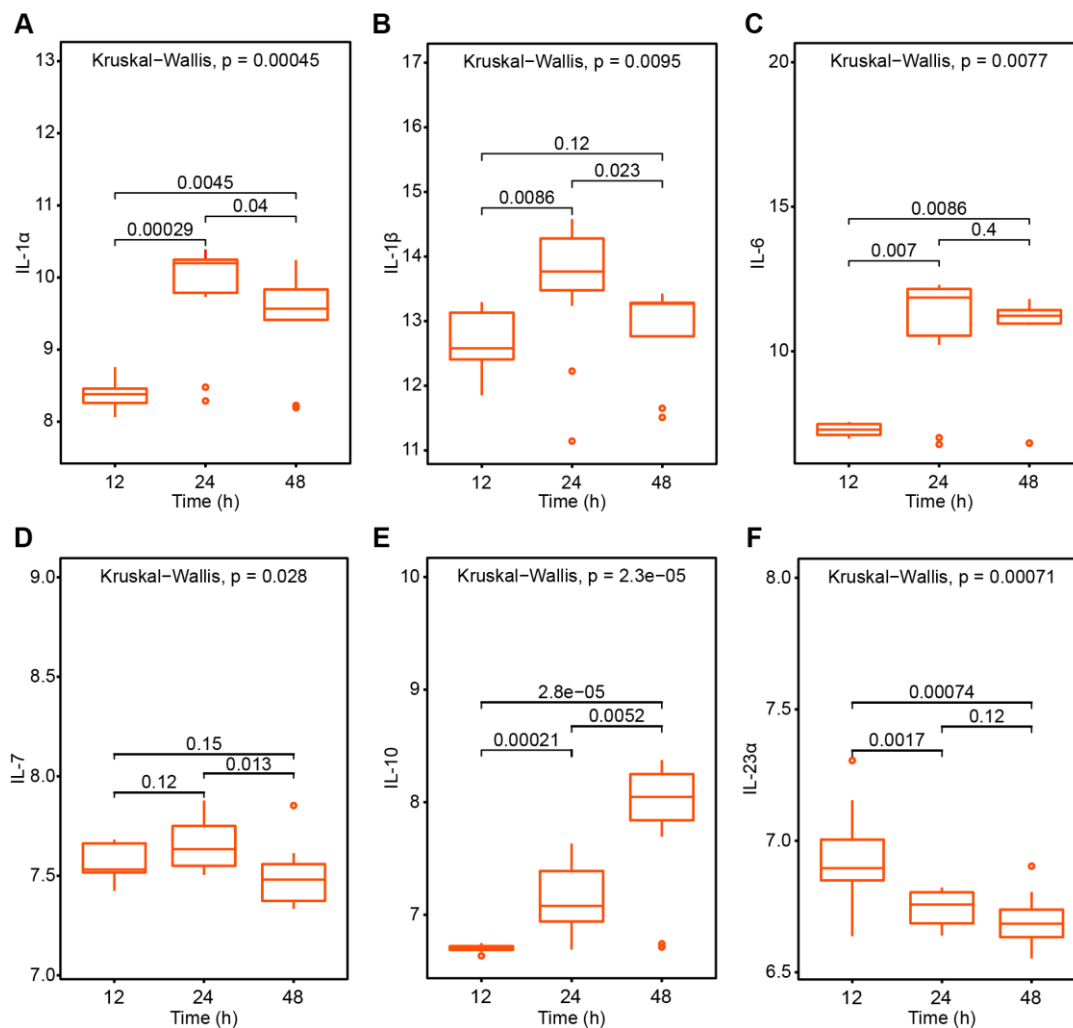 A
Kruskal-Wallis, p = 0.00045
13
12
11
10
9
8
IL-1α
0.0045
0.04
0.00029
12
24
48
Time (h)
B
Kruskal-Wallis, p = 0.0095
17
16
15
14
13
12
11
IL-1β
0.12
0.023
0.0086
12
24
48
Time (h)
C
Kruskal-Wallis, p = 0.0077
20
15
10
IL-6
0.0086
0.4
0.007
12
24
48
Time (h)
D
Kruskal-Wallis, p = 0.028
9.0
8.5
8.0
7.5
7.0
IL-7
0.15
0.013
0.12
12
24
48
Time (h)
E
Kruskal-Wallis, p = 2.3e-05
10
9
8
7
IL-10
2.8e-05
0.0052
0.00021
12
24
48
Time (h)
F
Kruskal-Wallis, p = 0.00071
8.0
7.5
7.0
6.5
IL-23α
0.00074
0.12
0.0017
12
24
48
Time (h)